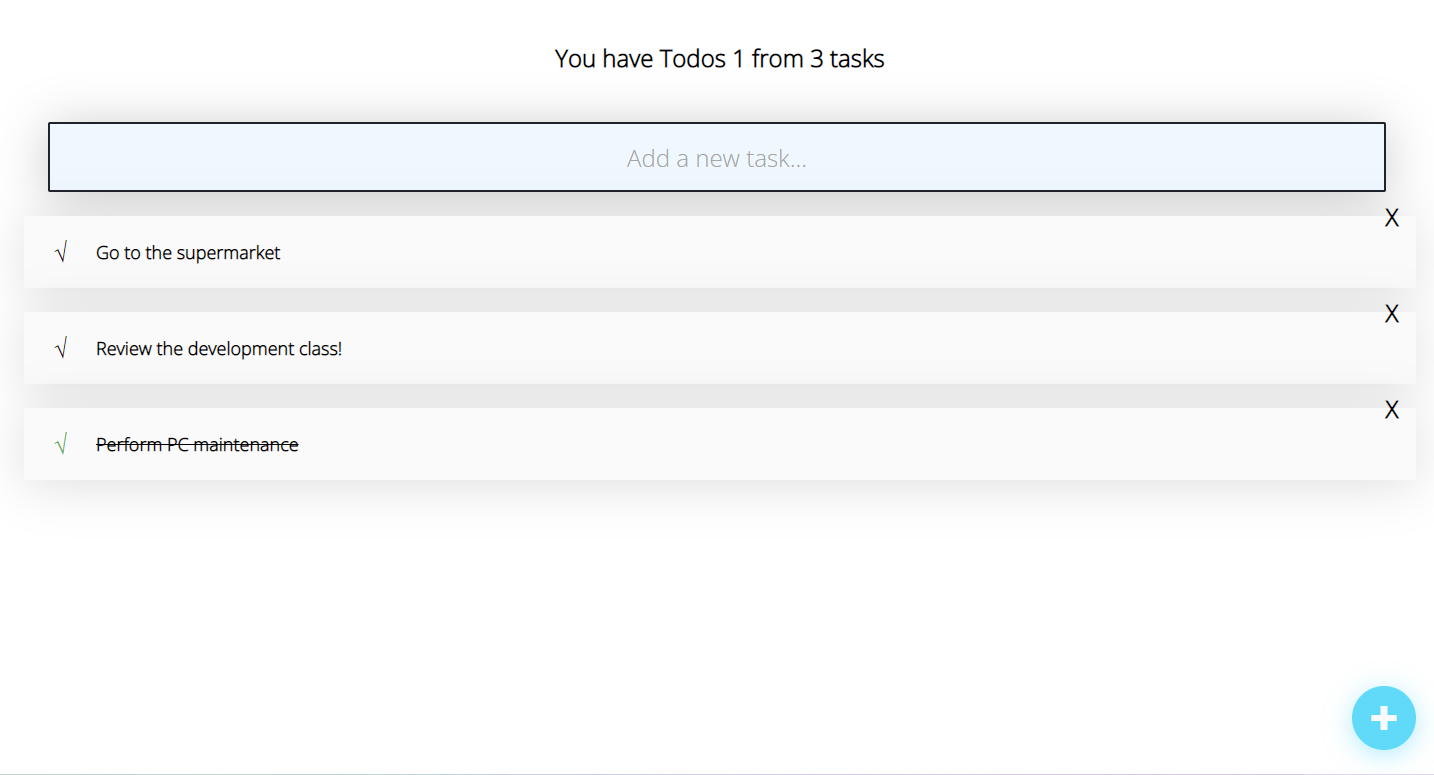 You have Todos 1 from 3 tasks
Add a new task...
X
√ Go to the supermarket
X
√ Review the development class!
X
√ Perform PC maintenance
+